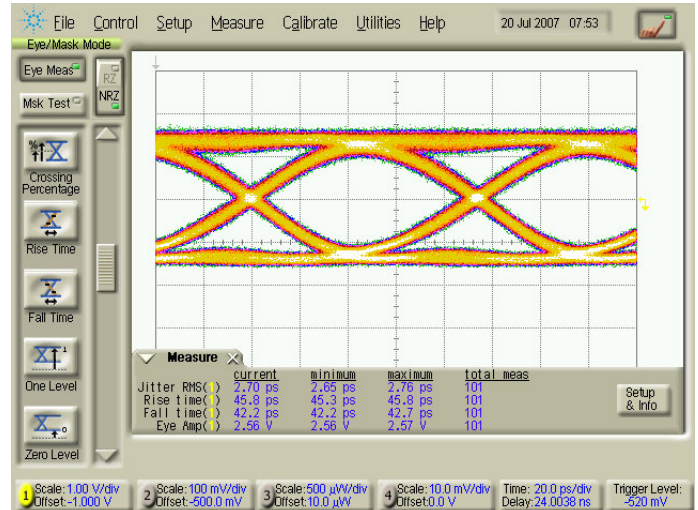 File Control Setup Measure Calibrate Utilities Help 20 Jul 2007 07:53
Eye/Mask Mode
Eye Meas
RZ
NRZ
Msk Test
Crossing
Percentage
Rise Time
Fall Time
One Level
Zero Level
Measure
current minimum maximum total meas
Jitter RMS(1) 2.70 ps 2.65 ps 2.76 ps 101
Rise time(1) 45.8 ps 45.3 ps 45.8 ps 101
Fall time(1) 42.2 ps 42.2 ps 42.7 ps 101
Eye Amp(1) 2.56 V 2.56 V 2.57 V 101
Setup
& Info
1 Scale:1.00 V/div
Offset:-1.000 V
2 Scale:100 mV/div
Offset:-500.0 mV
3 Scale:500 µW/div
Offset:10.0 µW
4 Scale:10.0 mV/div
Offset:0.0 V
Time: 20.0 ps/div
Delay:24.0038 ns
Trigger Level:
-520 mV